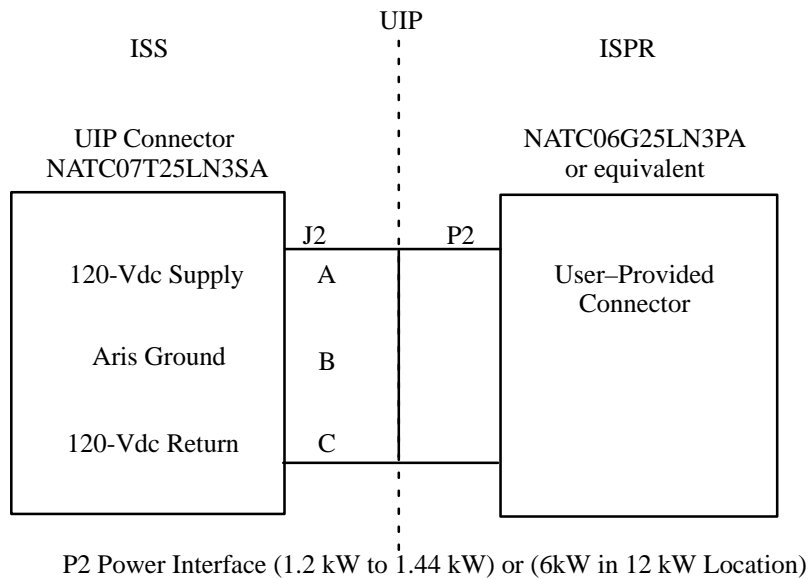 UIP
ISS
ISPR
UIP Connector
NATC07T25LN3SA
NATC06G25LN3PA
or equivalent
J2
P2
120-Vdc Supply
A
User–Provided
Connector
Aris Ground
B
120-Vdc Return
C
P2 Power Interface (1.2 kW to 1.44 kW) or (6kW in 12 kW Location)